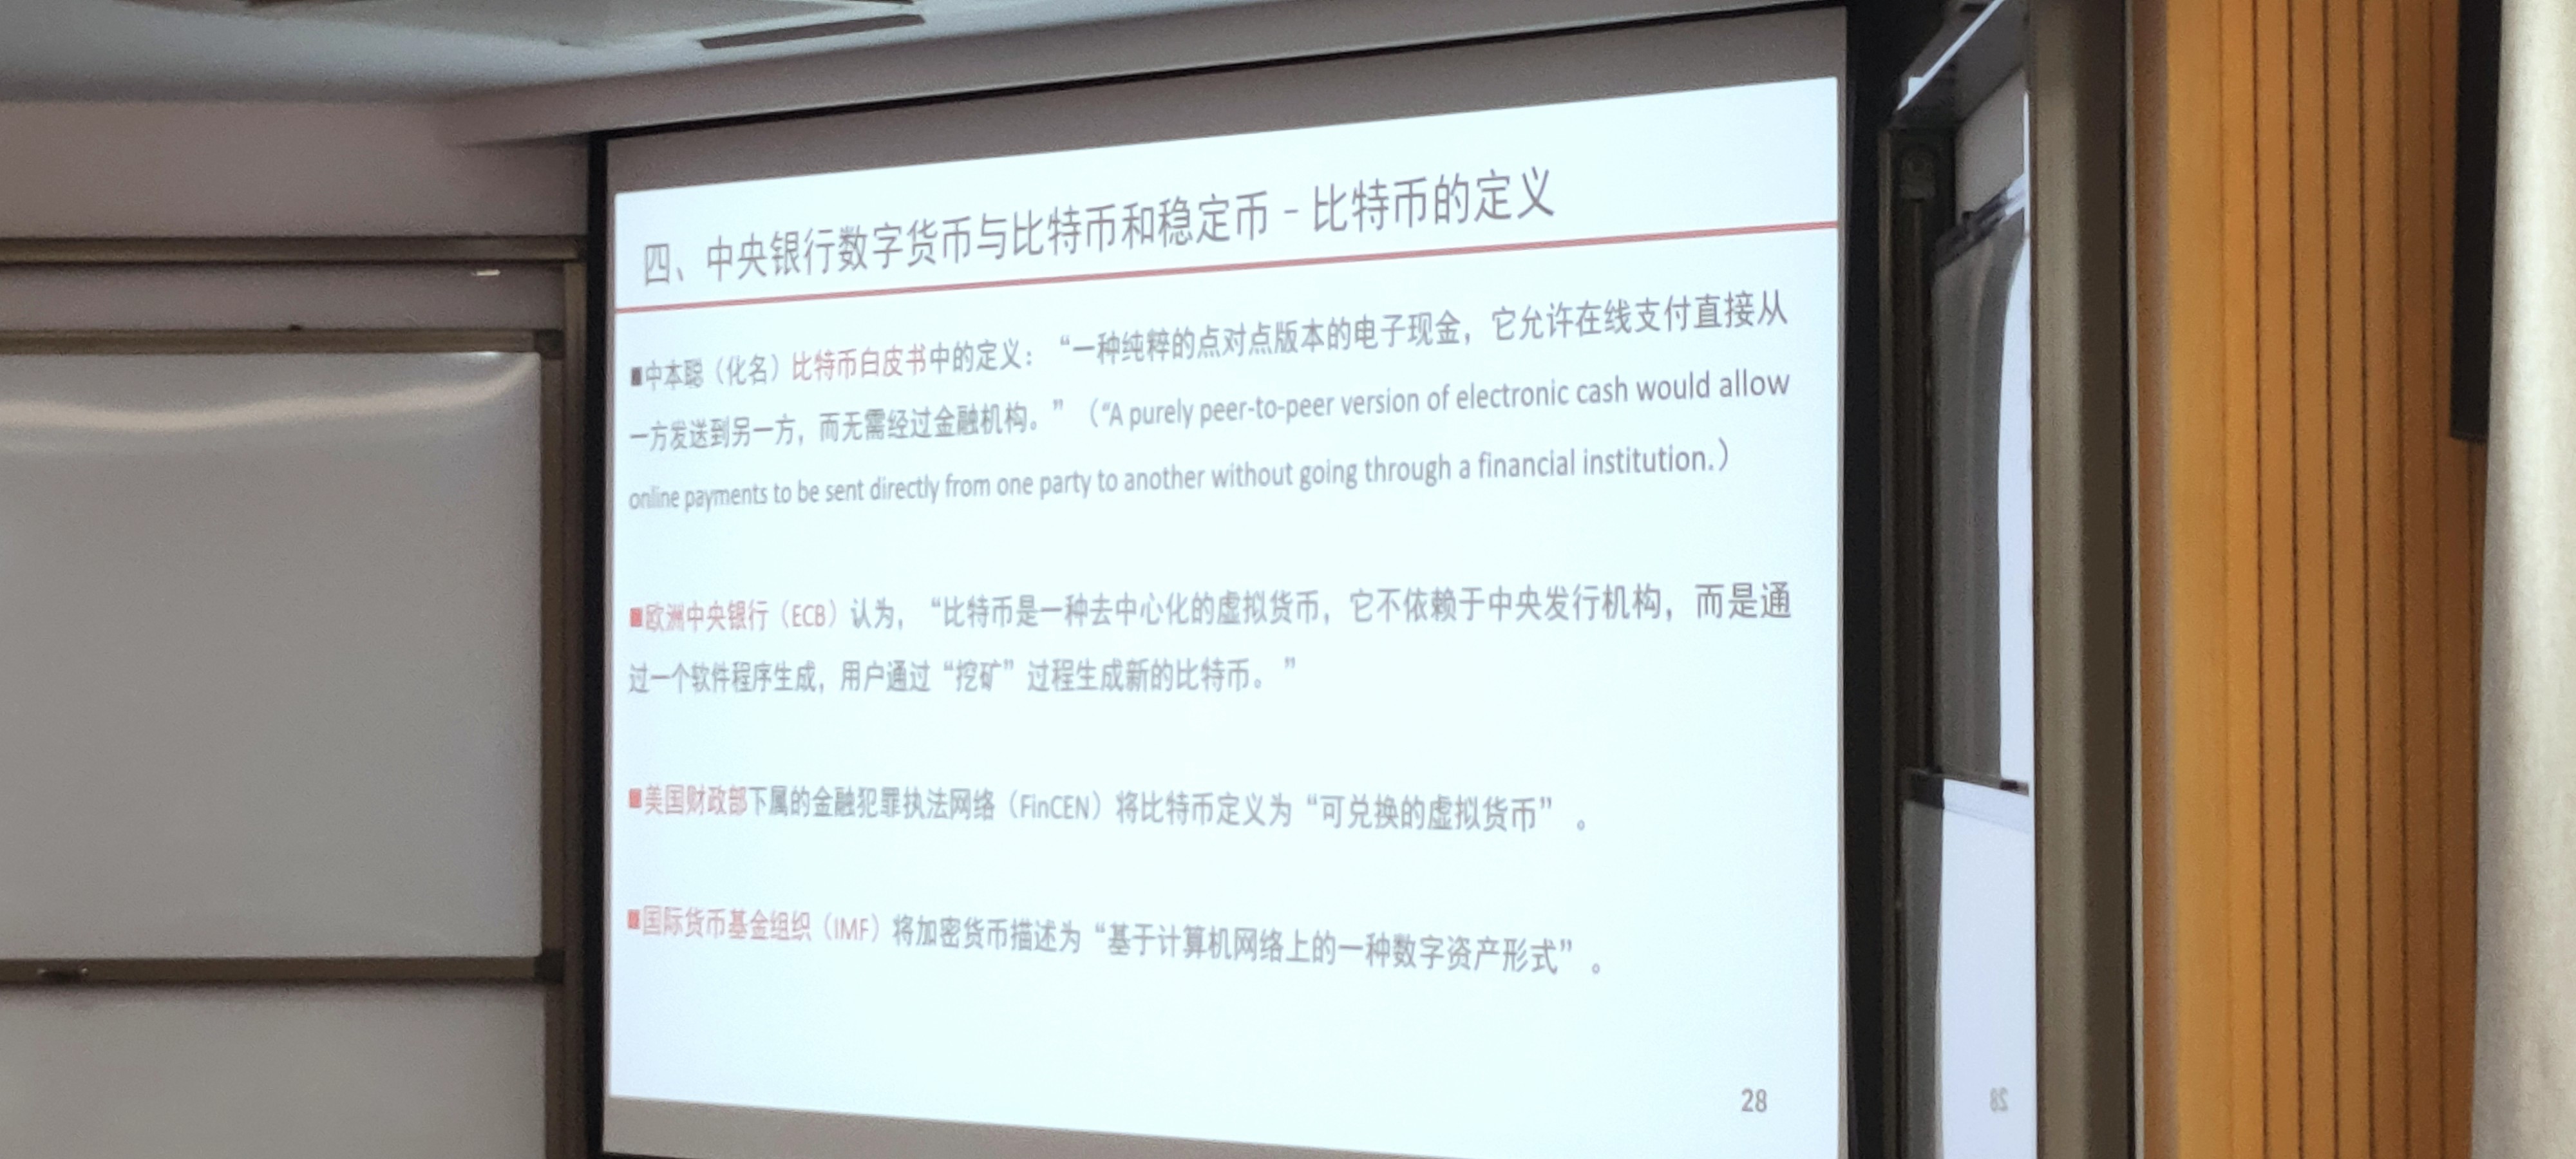 四、中央银行数字货币与比特币和稳定币 - 比特币的定义
■中本聪（化名）比特币白皮书中的定义：“一种纯粹的点对点版本的电子现金，它允许在线支付直接从
一方发送到另一方，而无需经过金融机构。”（“A purely peer-to-peer version of electronic cash would allow
online payments to be sent directly from one party to another without going through a financial institution.）
■欧洲中央银行（ECB）认为，“比特币是一种去中心化的虚拟货币，它不依赖于中央发行机构，而是通
过一个软件程序生成，用户通过“挖矿”过程生成新的比特币。”
■美国财政部下属的金融犯罪执法网络（FinCEN）将比特币定义为“可兑换的虚拟货币”。
■国际货币基金组织（IMF）将加密货币描述为“基于计算机网络上的一种数字资产形式”。
28
28